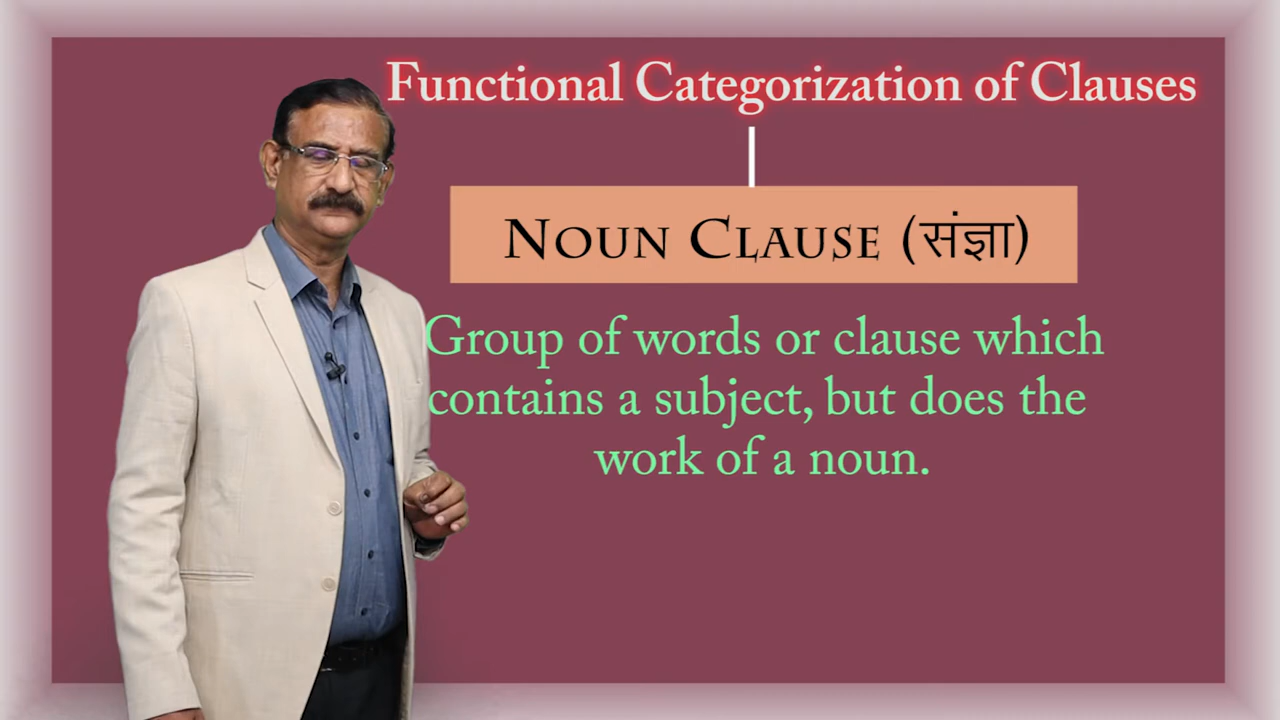 Functional Categorization of Clauses
Noun Clause (संज्ञा)
Group of words or clause which
contains a subject, but does the
work of a noun.